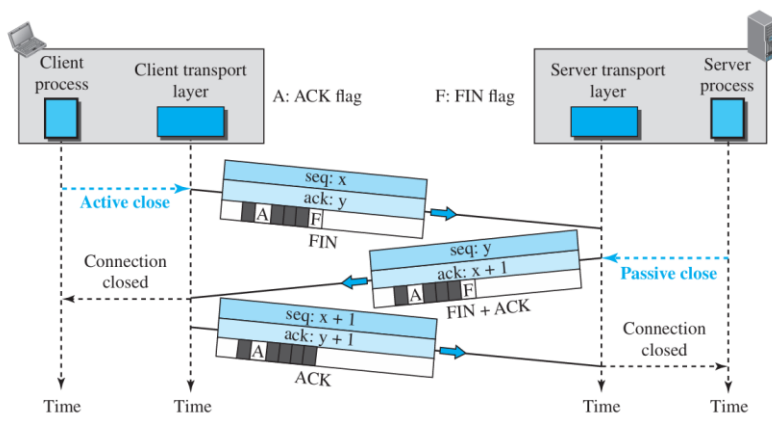 Client
process
Client transport
layer
A: ACK flag
F: FIN flag
Server transport
layer
Server
process
Active close
seq: x
ack: y
A
F
FIN
Connection
closed
seq: y
ack: x + 1
A
F
FIN + ACK
Passive close
seq: x + 1
ack: y + 1
A
ACK
Connection
closed
Time
Time
Time
Time